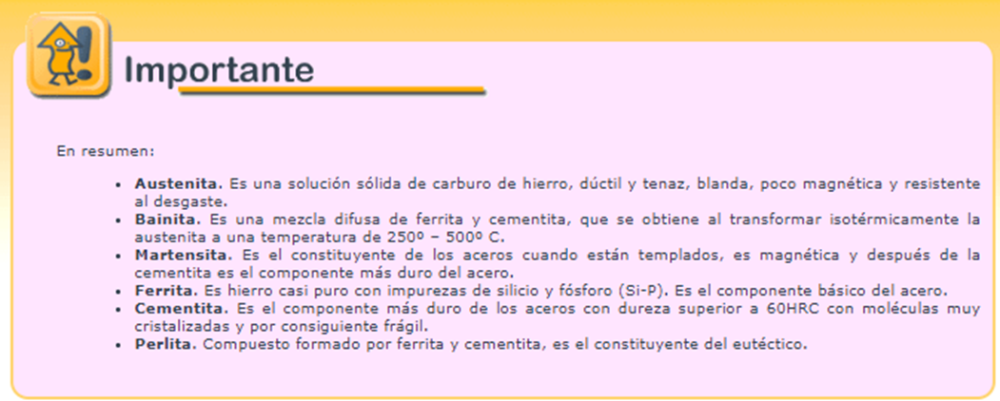 Importante
En resumen:
• Austenita. Es una solución sólida de carburo de hierro, dúctil y tenaz, blanda, poco magnética y resistente
al desgaste.
• Bainita. Es una mezcla difusa de ferrita y cementita, que se obtiene al transformar isotérmicamente la
austenita a una temperatura de 250º – 500º C.
• Martensita. Es el constituyente de los aceros cuando están templados, es magnética y después de la
cementita es el componente más duro del acero.
• Ferrita. Es hierro casi puro con impurezas de silicio y fósforo (Si-P). Es el componente básico del acero.
• Cementita. Es el componente más duro de los aceros con dureza superior a 60HRC con moléculas muy
cristalizadas y por consiguiente frágil.
• Perlita. Compuesto formado por ferrita y cementita, es el constituyente del eutéctico.